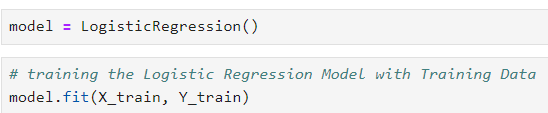 model = LogisticRegression()
# training the Logistic Regression Model with Training Data
model.fit(X_train, Y_train)